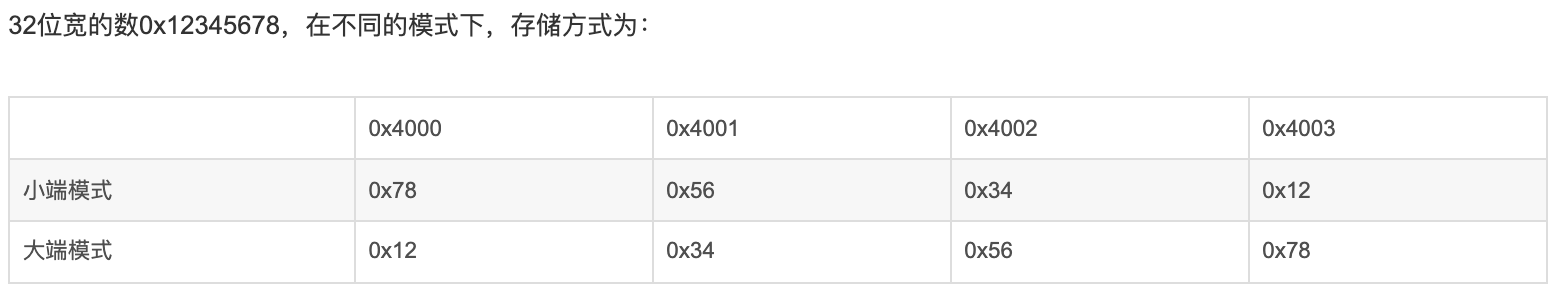 32位宽的数0x12345678，在不同的模式下，存储方式为：
0x4000 0x4001 0x4002 0x4003
小端模式 0x78 0x56 0x34 0x12
大端模式 0x12 0x34 0x56 0x78